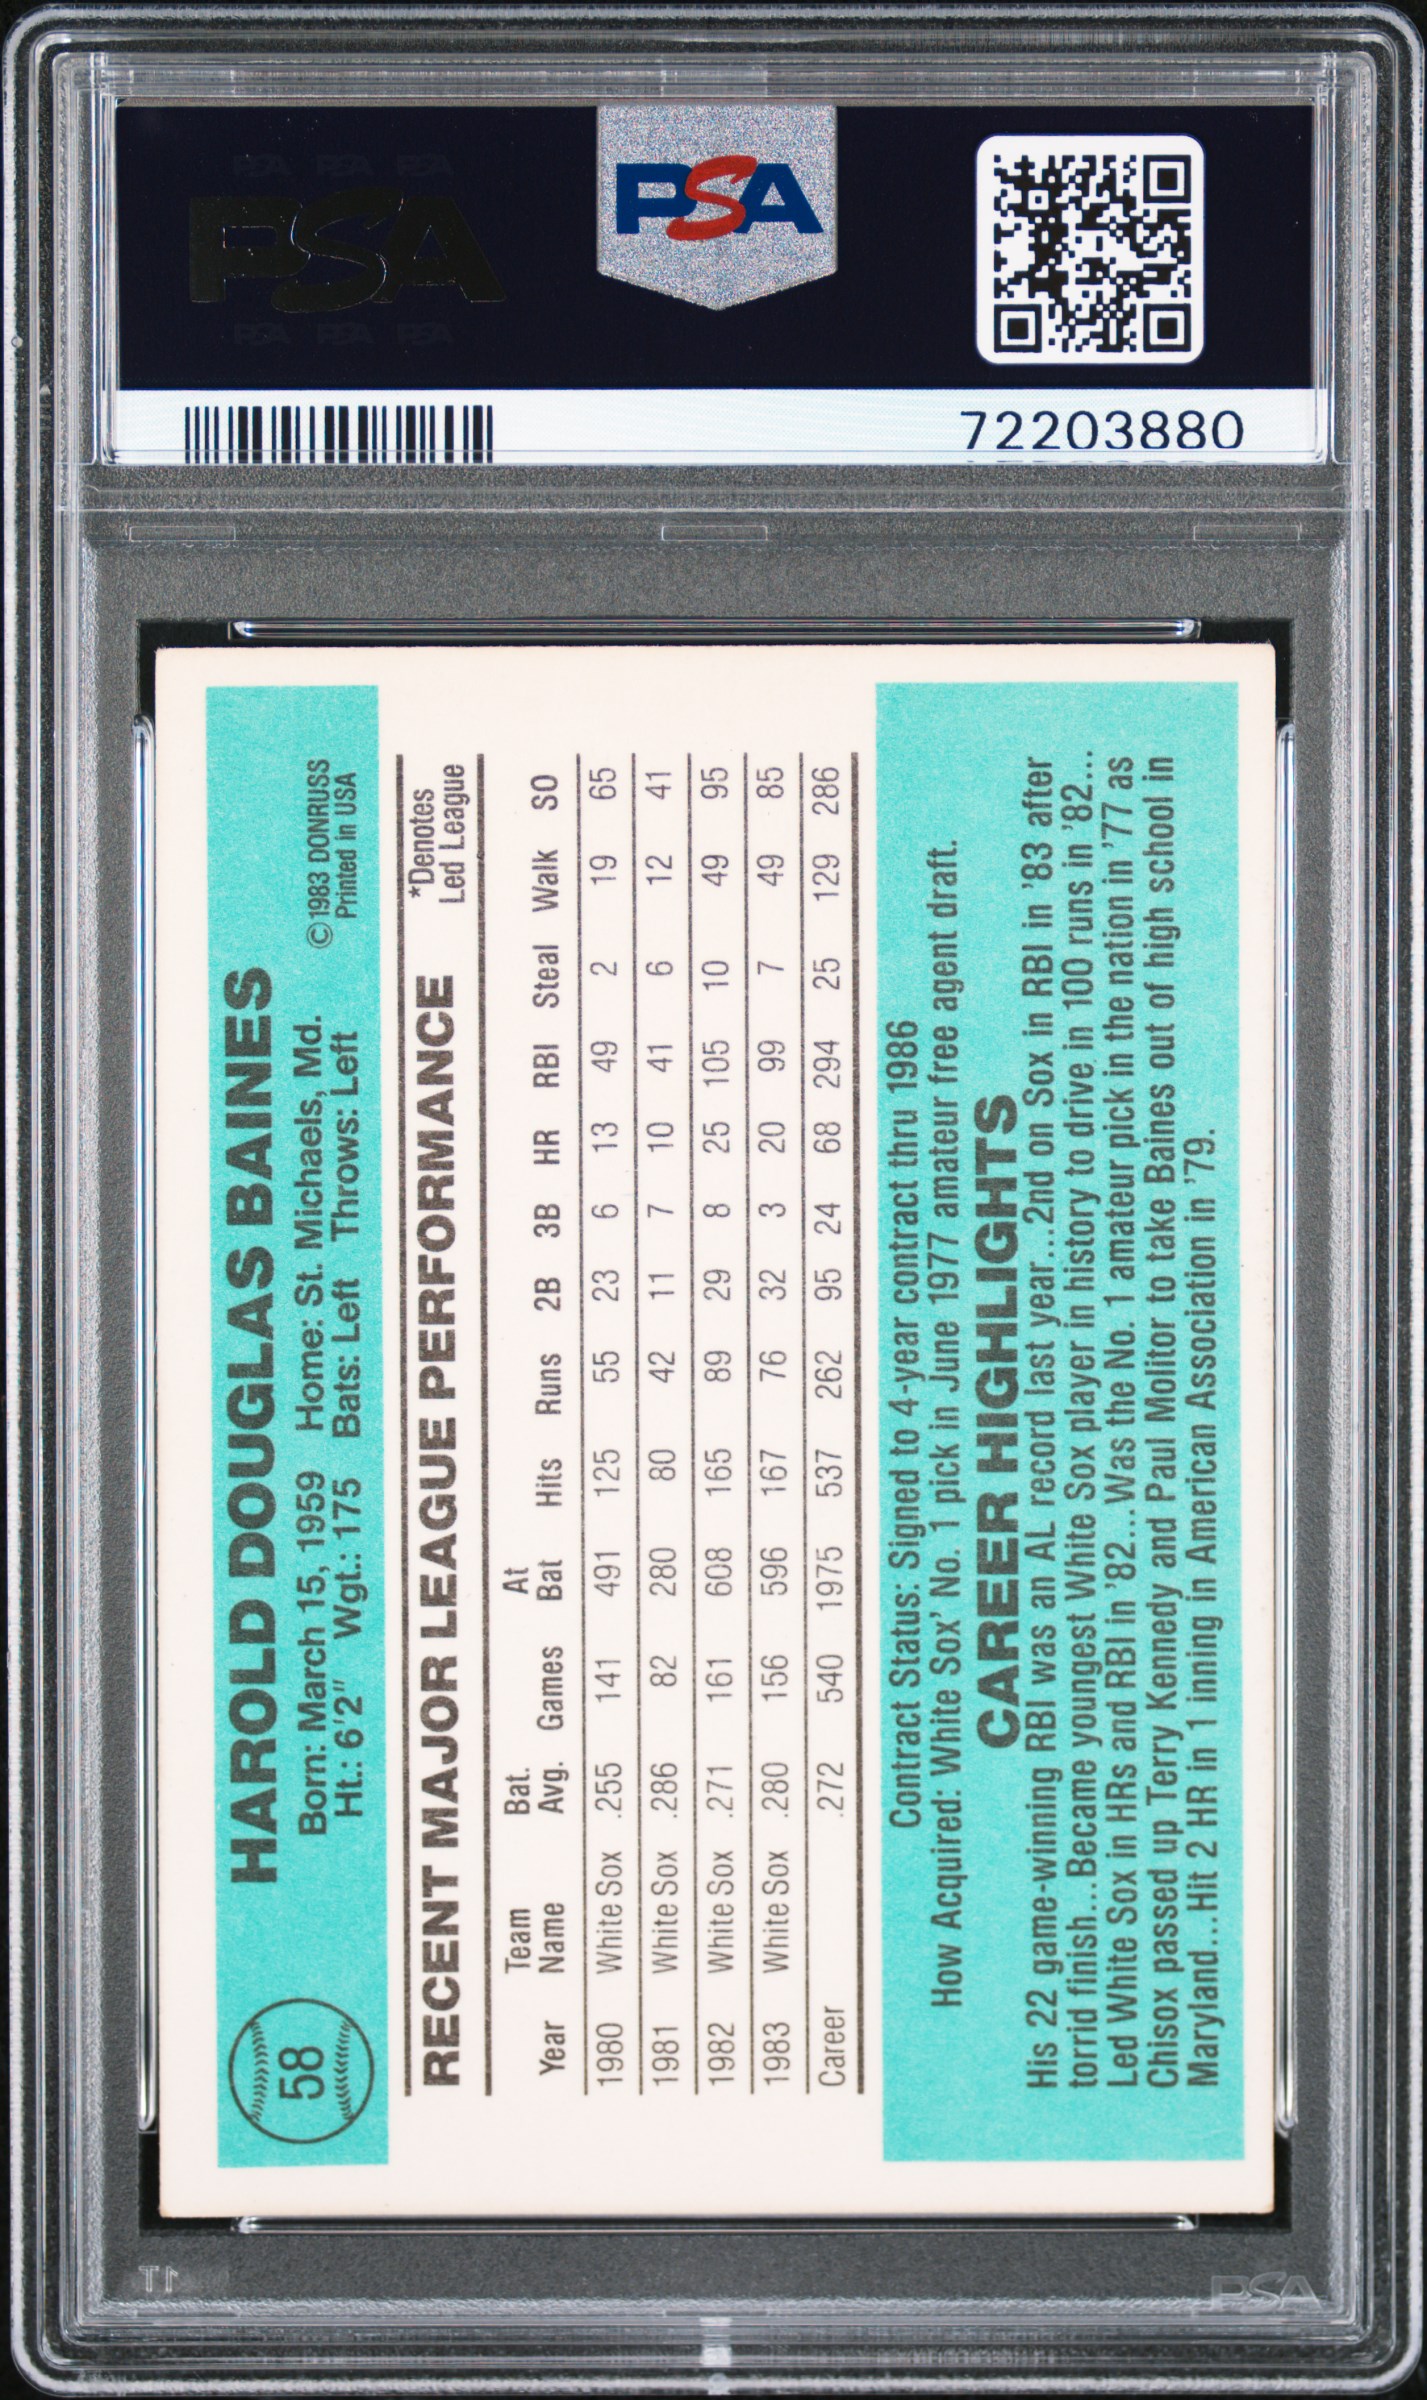 PSA PSA PSA
PSA
PSA PSA PSA
PSA
72203880
58
HAROLD DOUGLAS BAINES
Born: March 15, 1959 Home: St. Michaels, Md. ©1983 DONRUSS
Ht.: 6'2" Wgt.: 175 Bats: Left Throws: Left Printed in USA
RECENT MAJOR LEAGUE PERFORMANCE *Denotes Led League
Year Team Name Bat. Avg. Games At Bat Hits Runs 2B 3B HR RBI Steal Walk SO
1980 White Sox .255 141 491 125 55 23 6 13 49 2 19 65
1981 White Sox .286 82 280 80 42 11 7 10 41 6 12 41
1982 White Sox .271 161 608 165 89 29 8 25 105 10 49 95
1983 White Sox .280 156 596 167 76 32 3 20 99 7 49 85
Career .272 540 1975 537 262 95 24 68 294 25 129 286
Contract Status: Signed to 4-year contract thru 1986
How Acquired: White Sox' No. 1 pick in June 1977 amateur free agent draft.
CAREER HIGHLIGHTS
His 22 game-winning RBI was an AL record last year...2nd on Sox in RBI in '83 after
torrid finish...Became youngest White Sox player in history to drive in 100 runs in '82...
Led White Sox in HRs and RBI in '82...Was the No. 1 amateur pick in the nation in '77 as
Chisox passed up Terry Kennedy and Paul Molitor to take Baines out of high school in
Maryland...Hit 2 HR in 1 inning in American Association in '79.
PSA